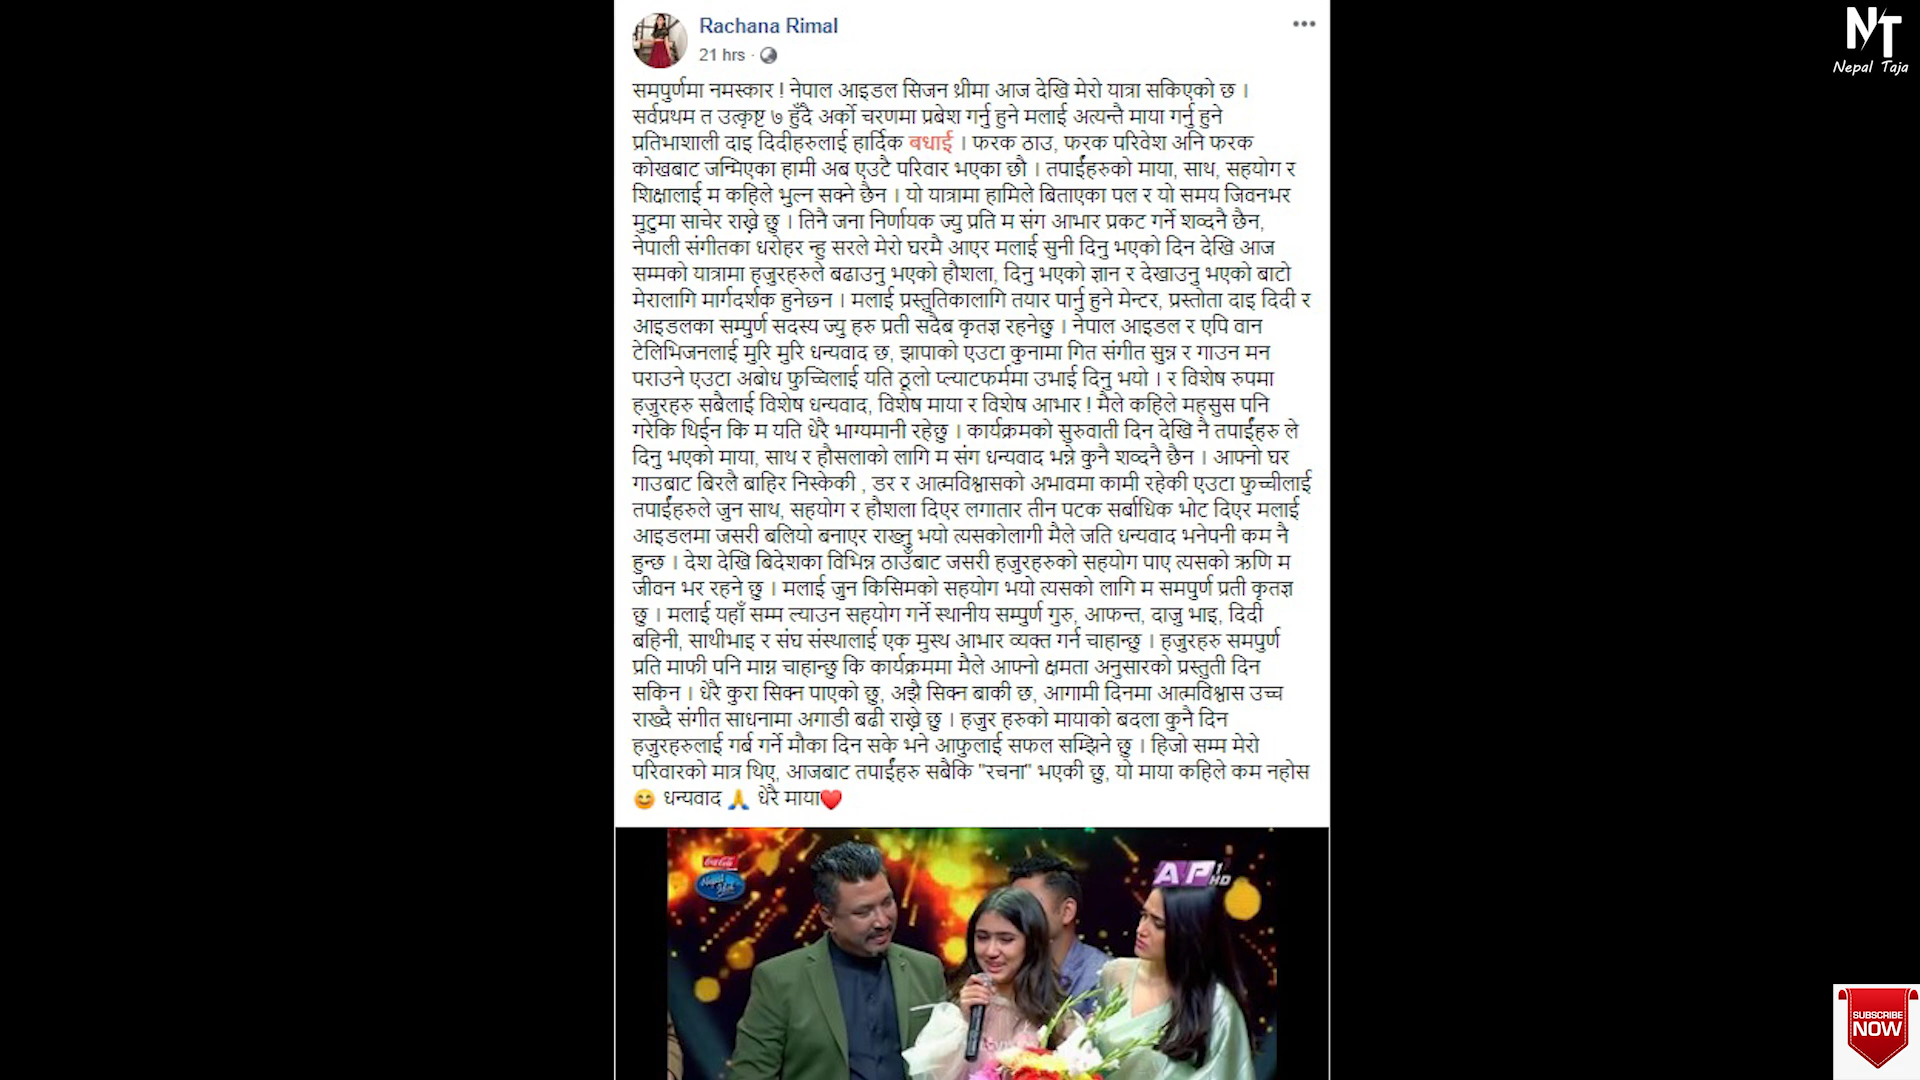 Rachana Rimal
21 hrs ·
समपुर्णमा नमस्कार ! नेपाल आइडल सिजन थ्रीमा आज देखि मेरो यात्रा सकिएको छ ।
सर्वप्रथम त उत्कृष्ट ७ हुँदै अर्को चरणमा प्रबेश गर्नु हुने मलाई अत्यन्तै माया गर्नु हुने
प्रतिभाशाली दाइ दिदीहरुलाई हार्दिक बधाई । फरक ठाउ, फरक परिवेश अनि फरक
कोखबाट जन्मिएका हामी अब एउटै परिवार भएका छौ । तपाईंहरुको माया, साथ, सहयोग र
शिक्षालाई म कहिले भुल्न सक्ने छैन । यो यात्रामा हामिले बिताएका पल र यो समय जिवनभर
मुटुमा साचेर राख्ने छु । तिनै जना निर्णायक ज्यु प्रति म संग आभार प्रकट गर्ने शव्दनै छैन,
नेपाली संगीतका धरोहर न्हु सरले मेरो घरमै आएर मलाई सुनी दिनु भएको दिन देखि आज
सम्मको यात्रामा हजुरहरुले बढाउनु भएको हौशला, दिनु भएको ज्ञान र देखाउनु भएको बाटो
मेरालागि मार्गदर्शक हुनेछन । मलाई प्रस्तुतिकालागि तयार पार्नु हुने मेन्टर, प्रस्तोता दाइ दिदी र
आइडलका सम्पुर्ण सदस्य ज्यु हरु प्रती सदैब कृतज्ञ रहनेछु । नेपाल आइडल र एपि वान
टेलिभिजनलाई मुरि मुरि धन्यवाद छ, झापाको एउटा कुनामा गित संगीत सुन्न र गाउन मन
पराउने एउटा अबोध फुच्चिलाई यति ठूलो प्ल्याटफर्ममा उभाई दिनु भयो । र विशेष रुपमा
हजुरहरु सबैलाई विशेष धन्यवाद, विशेष माया र विशेष आभार ! मैले कहिले महसुस पनि
गरेकि थिईन कि म यति धेरै भाग्यमानी रहेछु । कार्यक्रमको सुरुवाती दिन देखि नै तपाईंहरु ले
दिनु भएको माया, साथ र हौसलाको लागि म संग धन्यवाद भन्ने कुनै शव्दनै छैन । आफ्नो घर
गाउबाट बिरलै बाहिर निस्केकी , डर र आत्मविश्वासको अभावमा कामी रहेकी एउटा फुच्चीलाई
तपाईंहरुले जुन साथ, सहयोग र हौशला दिएर लगातार तीन पटक सर्बाधिक भोट दिएर मलाई
आइडलमा जसरी बलियो बनाएर राख्नु भयो त्यसकोलागी मैले जति धन्यवाद भनेपनी कम नै
हुन्छ । देश देखि बिदेशका विभिन्न ठाउँबाट जसरी हजुरहरुको सहयोग पाए त्यसको ऋणि म
जीवन भर रहने छु । मलाई जुन किसिमको सहयोग भयो त्यसको लागि म समपुर्ण प्रती कृतज्ञ
छु । मलाई यहाँ सम्म ल्याउन सहयोग गर्ने स्थानीय सम्पुर्ण गुरु, आफन्त, दाजु भाइ, दिदी
बहिनी, साथीभाइ र संघ संस्थालाई एक मुस्थ आभार व्यक्त गर्न चाहान्छु । हजुरहरु समपुर्ण
प्रति माफी पनि माग्न चाहान्छु कि कार्यक्रममा मैले आफ्नो क्षमता अनुसारको प्रस्तुती दिन
सकिन । धेरै कुरा सिक्न पाएको छु, अझै सिक्न बाकी छ, आगामी दिनमा आत्मविश्वास उच्च
राख्दै संगीत साधनामा अगाडी बढी राख्ने छु । हजुर हरुको मायाको बदला कुनै दिन
हजुरहरुलाई गर्ब गर्ने मौका दिन सके भने आफुलाई सफल सम्झिने छु । हिजो सम्म मेरो
परिवारको मात्र थिए, आजबाट तपाईंहरु सबैकि "रचना" भएकी छु, यो माया कहिले कम नहोस
😊 धन्यवाद 🙏 धेरै माया❤️
Coca-Cola
Nepal Idol
AP1 HD
NT
Nepal Taja
SUBSCRIBE
NOW